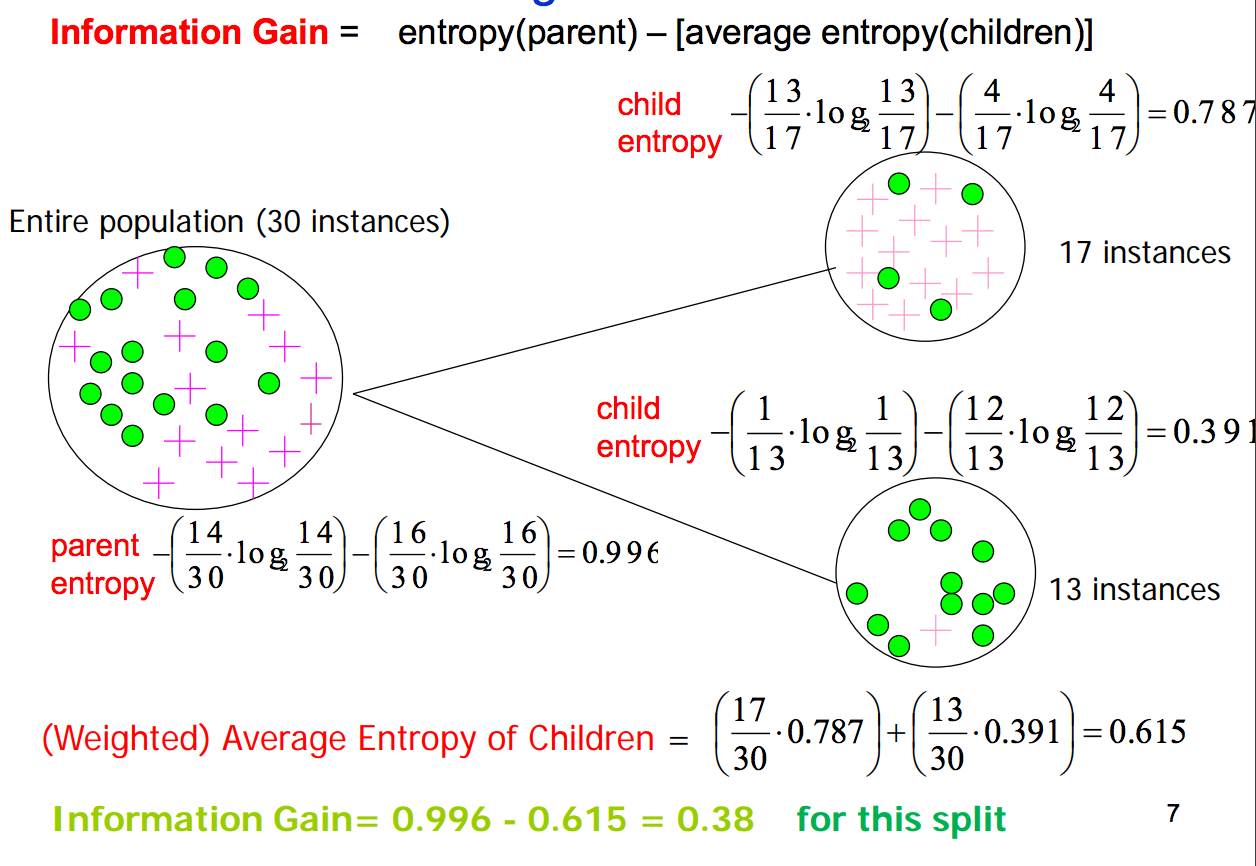 Information Gain = entropy(parent) – [average entropy(children)]
child entropy −(13/17 · log₂ 13/17) − (4/17 · log₂ 4/17) = 0.787
Entire population (30 instances)
17 instances
child entropy −(1/13 · log₂ 1/13) − (12/13 · log₂ 12/13) = 0.391
parent entropy −(14/30 · log₂ 14/30) − (16/30 · log₂ 16/30) = 0.996
13 instances
(Weighted) Average Entropy of Children = (17/30 · 0.787) + (13/30 · 0.391) = 0.615
Information Gain= 0.996 - 0.615 = 0.38 for this split
7